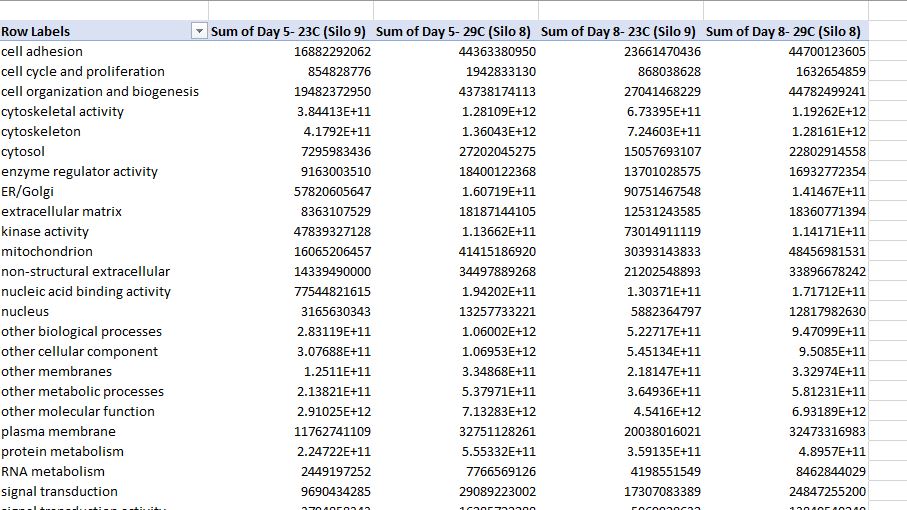 Row Labels Sum of Day 5- 23C (Silo 9) Sum of Day 5- 29C (Silo 8) Sum of Day 8- 23C (Silo 9) Sum of Day 8- 29C (Silo 8)
cell adhesion 16882292062 44363380950 23661470436 44700123605
cell cycle and proliferation 854828776 1942833130 868038628 1632654859
cell organization and biogenesis 19482372950 43738174113 27041468229 44782499241
cytoskeletal activity 3.84413E+11 1.28109E+12 6.73395E+11 1.19262E+12
cytoskeleton 4.1792E+11 1.36043E+12 7.24603E+11 1.28161E+12
cytosol 7295983436 27202045275 15057693107 22802914558
enzyme regulator activity 9163003510 18400122368 13701028575 16932772354
ER/Golgi 57820605647 1.60719E+11 90751467548 1.41467E+11
extracellular matrix 8363107529 18187144105 12531243585 18360771394
kinase activity 47839327128 1.13662E+11 73014911119 1.14171E+11
mitochondrion 16065206457 41415186920 30393143833 48456981531
non-structural extracellular 14339490000 34497889268 21202548893 33896678242
nucleic acid binding activity 77544821615 1.94202E+11 1.30371E+11 1.71712E+11
nucleus 3165630343 13257733221 5882364797 12817982630
other biological processes 2.83119E+11 1.06002E+12 5.22717E+11 9.47099E+11
other cellular component 3.07688E+11 1.06953E+12 5.45134E+11 9.5085E+11
other membranes 1.2511E+11 3.34868E+11 2.18147E+11 3.32974E+11
other metabolic processes 2.13821E+11 5.37971E+11 3.64936E+11 5.81231E+11
other molecular function 2.91025E+12 7.13283E+12 4.5416E+12 6.93189E+12
plasma membrane 11762741109 32751128261 20038016021 32473316983
protein metabolism 2.24722E+11 5.55332E+11 3.59135E+11 4.8957E+11
RNA metabolism 2449197252 7766569126 4198551549 8462844029
signal transduction 9690434285 29089223002 17307083389 24847255200